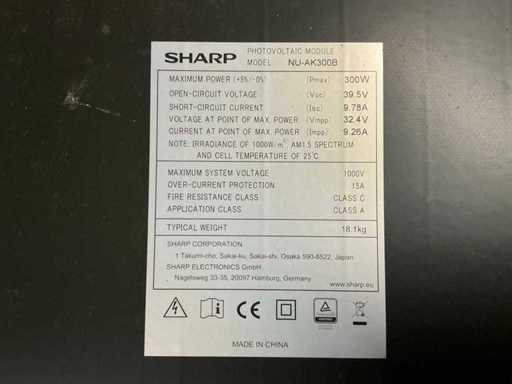 SHARP PHOTOVOLTAIC MODULE
MODEL NU-AK300B
MAXIMUM POWER (+5%/-0%) (Pmax) 300W
OPEN-CIRCUIT VOLTAGE (Voc) 39.5V
SHORT-CIRCUIT CURRENT (Isc) 9.78A
VOLTAGE AT POINT OF MAX. POWER (Vmpp) 32.4V
CURRENT AT POINT OF MAX. POWER (Impp) 9.26A
NOTE: IRRADIANCE OF 1000W/m², AM1.5 SPECTRUM
AND CELL TEMPERATURE OF 25℃
MAXIMUM SYSTEM VOLTAGE 1000V
OVER-CURRENT PROTECTION 15A
FIRE RESISTANCE CLASS CLASS C
APPLICATION CLASS CLASS A
TYPICAL WEIGHT 18.1kg
SHARP CORPORATION
1 Takumi-cho, Sakai-ku, Sakai-shi, Osaka 590-8522, Japan
SHARP ELECTRONICS GmbH
Nagelsweg 33-35, 20097 Hamburg, Germany
www.sharp.eu
CE
MADE IN CHINA